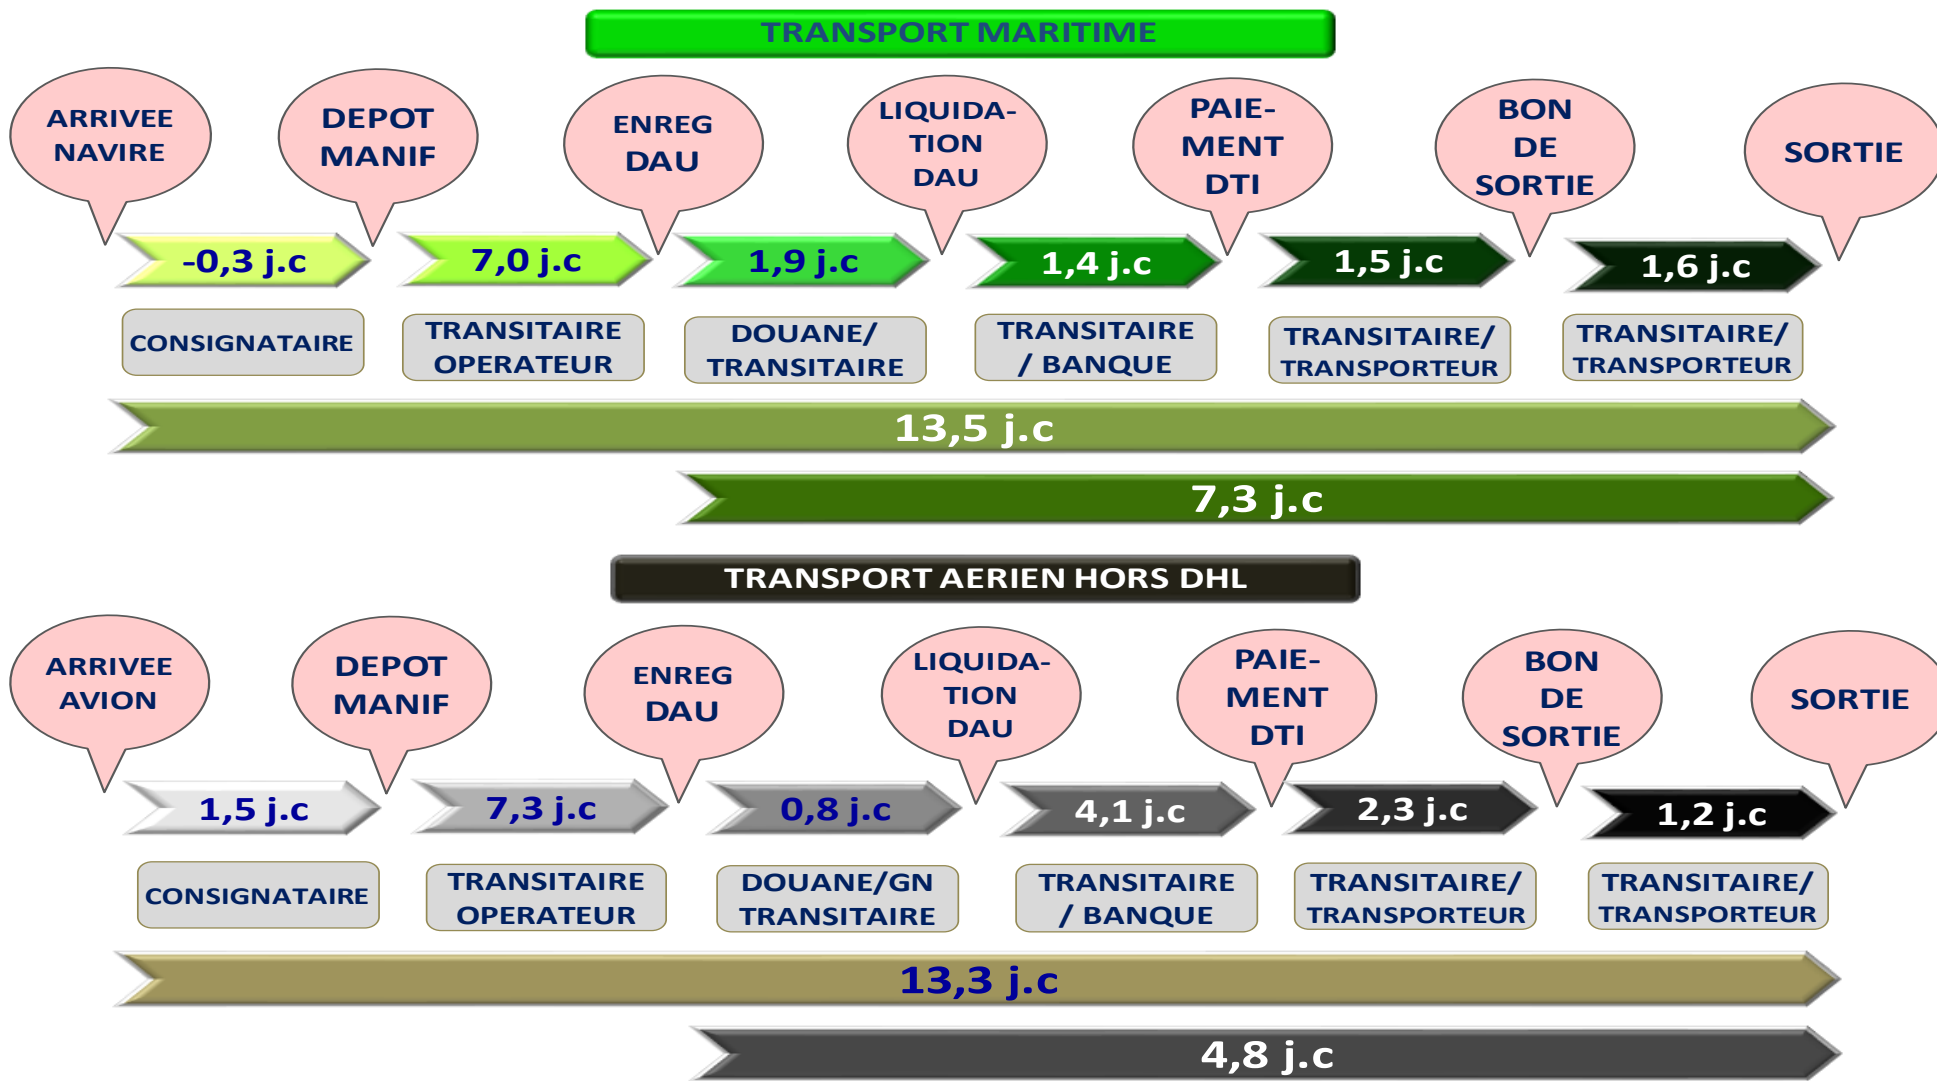 TRANSPORT MARITIME
ARRIVEE
NAVIRE
DEPOT
MANIF
ENREG
DAU
LIQUIDA-
TION
DAU
PAIE-
MENT
DTI
BON
DE
SORTIE
SORTIE
-0,3 j.c
7,0 j.c
1,9 j.c
1,4 j.c
1,5 j.c
1,6 j.c
CONSIGNATAIRE
TRANSITAIRE
OPERATEUR
DOUANE/
TRANSITAIRE
TRANSITAIRE
/ BANQUE
TRANSITAIRE/
TRANSPORTEUR
TRANSITAIRE/
TRANSPORTEUR
13,5 j.c
7,3 j.c
TRANSPORT AERIEN HORS DHL
ARRIVEE
AVION
DEPOT
MANIF
ENREG
DAU
LIQUIDA-
TION
DAU
PAIE-
MENT
DTI
BON
DE
SORTIE
SORTIE
1,5 j.c
7,3 j.c
0,8 j.c
4,1 j.c
2,3 j.c
1,2 j.c
CONSIGNATAIRE
TRANSITAIRE
OPERATEUR
DOUANE/GN
TRANSITAIRE
TRANSITAIRE
/ BANQUE
TRANSITAIRE/
TRANSPORTEUR
TRANSITAIRE/
TRANSPORTEUR
13,3 j.c
4,8 j.c